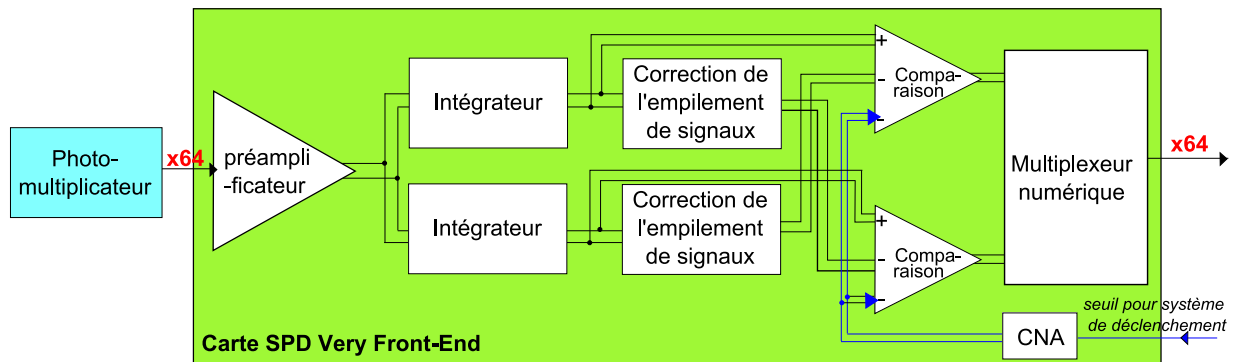 Photo-
multiplicateur
x64
préampli
-ficateur
Intégrateur
Correction de
l'empilement
de signaux
+
-
-
Compa-
raison
Intégrateur
Correction de
l'empilement
de signaux
+
-
-
Compa-
raison
Multiplexeur
numérique
x64
seuil pour système
de déclenchement
CNA
Carte SPD Very Front-End